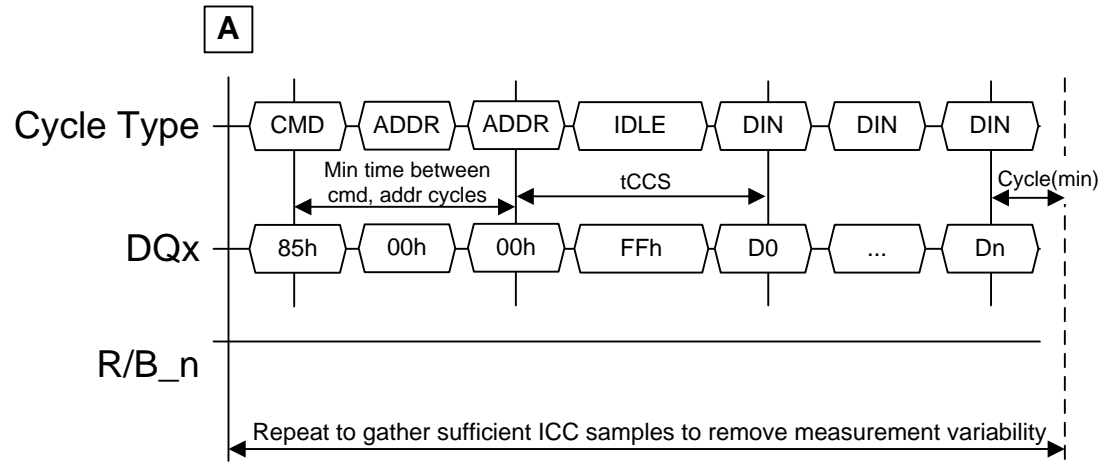 A
Cycle Type CMD ADDR ADDR IDLE DIN DIN DIN
Min time between
cmd, addr cycles
tCCS
Cycle(min)
DQx 85h 00h 00h FFh D0 ... Dn
R/B_n
Repeat to gather sufficient ICC samples to remove measurement variability